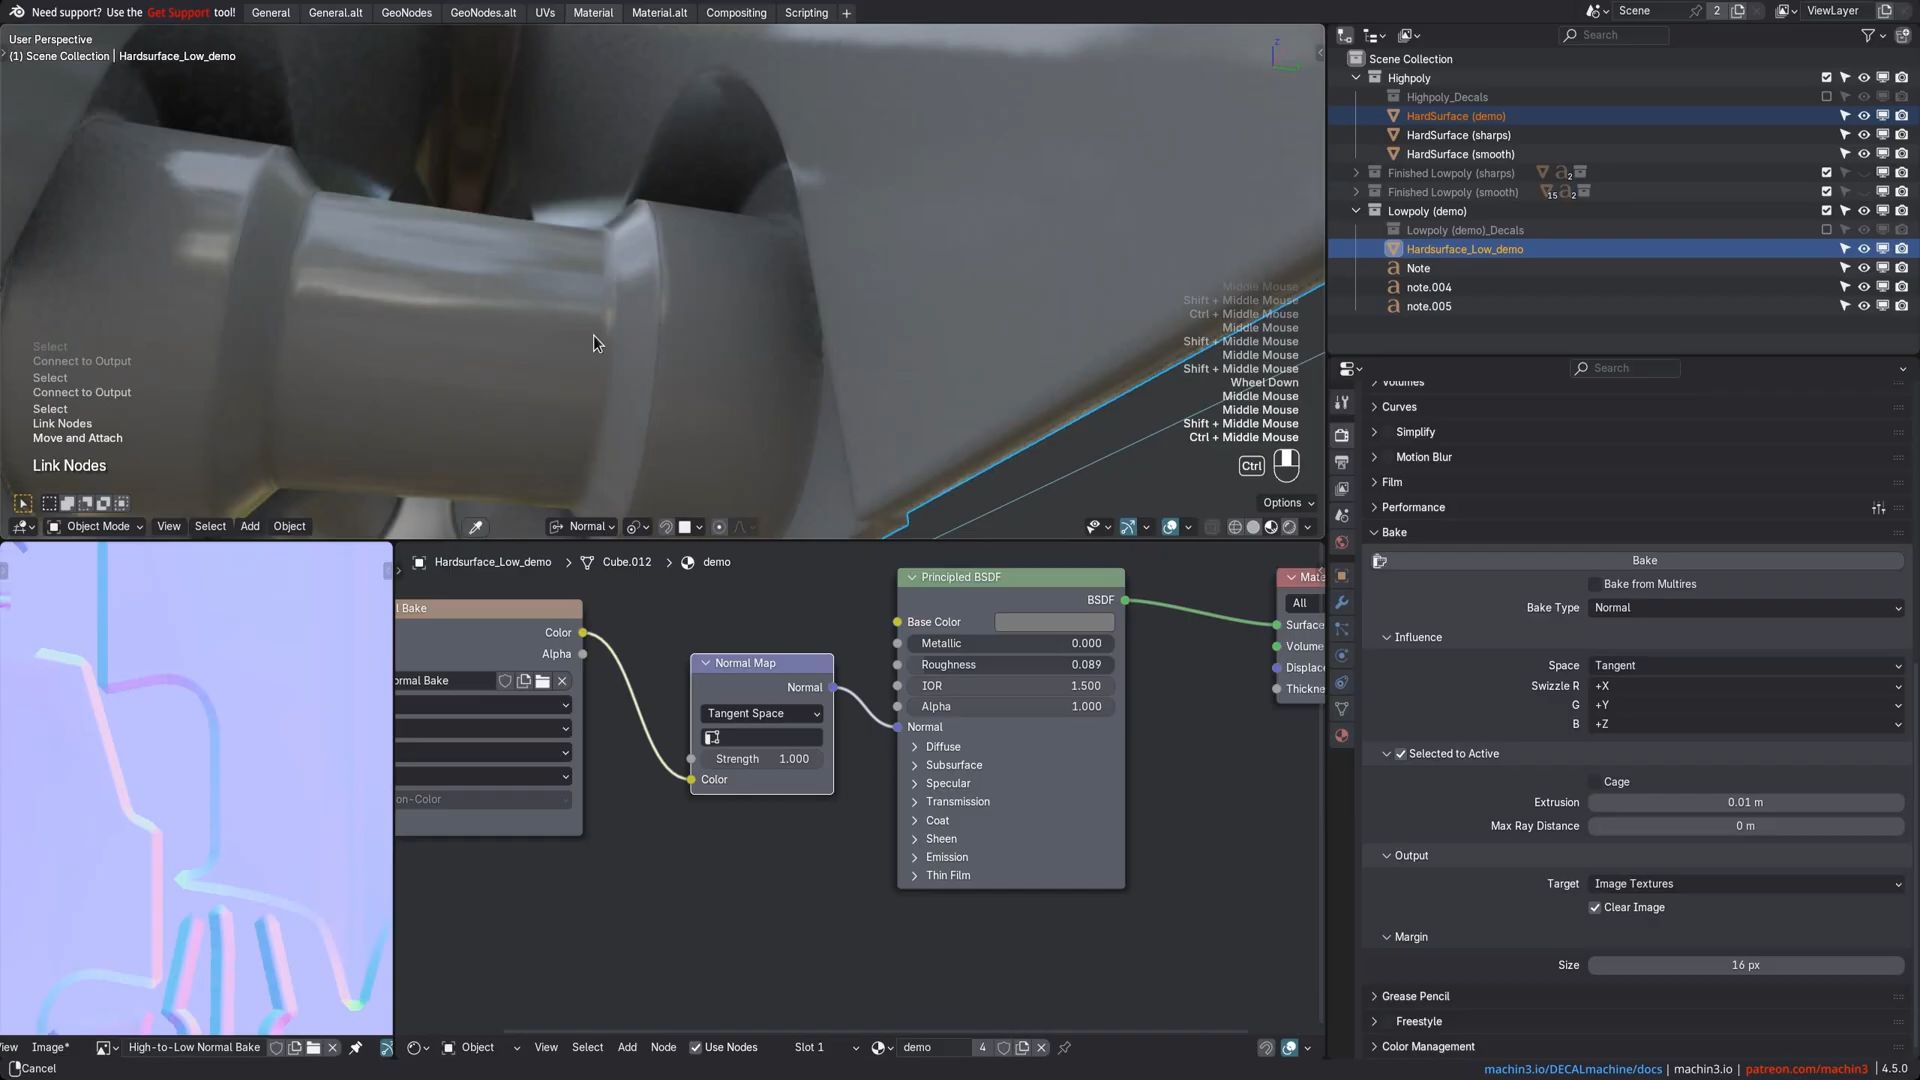 Need support? Use the Get Support tool!
General
General.alt
GeoNodes
GeoNodes.alt
UVs
Material
Material.alt
Compositing
Scripting
+
Scene
2
ViewLayer
User Perspective
(1) Scene Collection | Hardsurface_Low_demo
Z
Select
Connect to Output
Select
Connect to Output
Select
Link Nodes
Move and Attach
Link Nodes
Middle Mouse
Shift + Middle Mouse
Ctrl + Middle Mouse
Middle Mouse
Shift + Middle Mouse
Middle Mouse
Shift + Middle Mouse
Wheel Down
Middle Mouse
Middle Mouse
Shift + Middle Mouse
Ctrl + Middle Mouse
Ctrl
Options
Object Mode
View
Select
Add
Object
Normal
Search
Scene Collection
Highpoly
Highpoly_Decals
HardSurface (demo)
HardSurface (sharps)
HardSurface (smooth)
Finished Lowpoly (sharps)
2
Finished Lowpoly (smooth)
15
2
Lowpoly (demo)
Lowpoly (demo)_Decals
Hardsurface_Low_demo
Note
note.004
note.005
Search
Volumes
Curves
Simplify
Motion Blur
Film
Performance
Bake
Bake
Bake from Multires
Bake Type
Normal
Influence
Space
Tangent
Swizzle R
+X
G
+Y
B
+Z
Selected to Active
Cage
Extrusion
0.01 m
Max Ray Distance
0 m
Output
Target
Image Textures
Clear Image
Margin
Size
16 px
Grease Pencil
Freestyle
Color Management
Hardsurface_Low_demo
Cube.012
demo
l Bake
Color
Alpha
ormal Bake
on-Color
Normal Map
Normal
Tangent Space
Strength
1.000
Color
Principled BSDF
BSDF
Base Color
Metallic
0.000
Roughness
0.089
IOR
1.500
Alpha
1.000
Normal
Diffuse
Subsurface
Specular
Transmission
Coat
Sheen
Emission
Thin Film
Mate
All
Surface
Volume
Displac
Thickne
iew
Image*
High-to-Low Normal Bake
Object
View
Select
Add
Node
Use Nodes
Slot 1
demo
4
Cancel
machin3.io/DECALmachine/docs | machin3.io | patreon.com/machin3 | 4.5.0